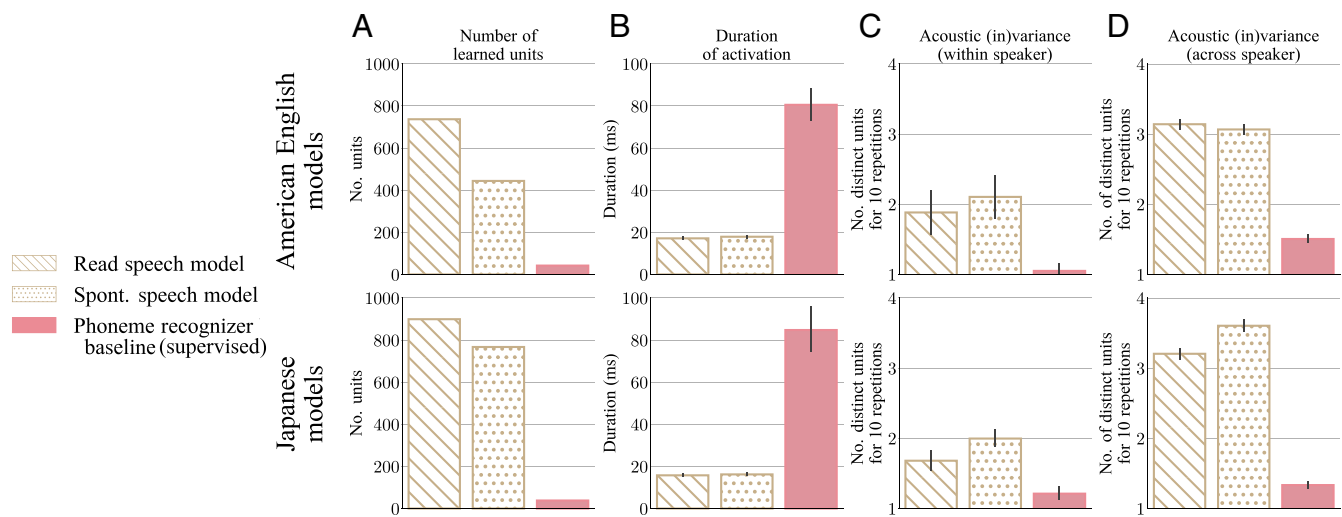 A
B
C
D
Number of
learned units
Duration
of activation
Acoustic (in)variance
(within speaker)
Acoustic (in)variance
(across speaker)
American English
models
No. units
1000
800
600
400
200
0
Duration (ms)
100
80
60
40
20
0
No. distinct units
for 10 repetitions
4
3
2
1
No. of distinct units
for 10 repetitions
4
3
2
1
Read speech model
Spont. speech model
Phoneme recognizer
baseline (supervised)
Japanese
models
No. units
1000
800
600
400
200
0
Duration (ms)
100
80
60
40
20
0
No. distinct units
for 10 repetitions
4
3
2
1
No. of distinct units
for 10 repetitions
4
3
2
1